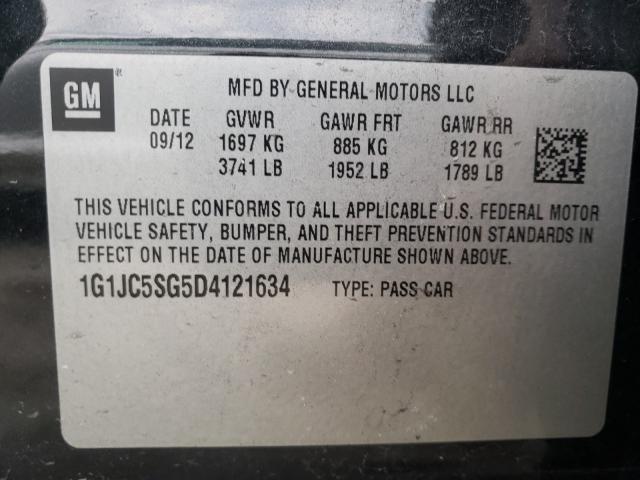 GM®
MFD BY GENERAL MOTORS LLC
DATE GVWR GAWR FRT GAWR RR
09/12 1697 KG 885 KG 812 KG
3741 LB 1952 LB 1789 LB
THIS VEHICLE CONFORMS TO ALL APPLICABLE U.S. FEDERAL MOTOR
VEHICLE SAFETY, BUMPER, AND THEFT PREVENTION STANDARDS IN
EFFECT ON THE DATE OF MANUFACTURE SHOWN ABOVE.
1G1JC5SG5D4121634 TYPE: PASS CAR